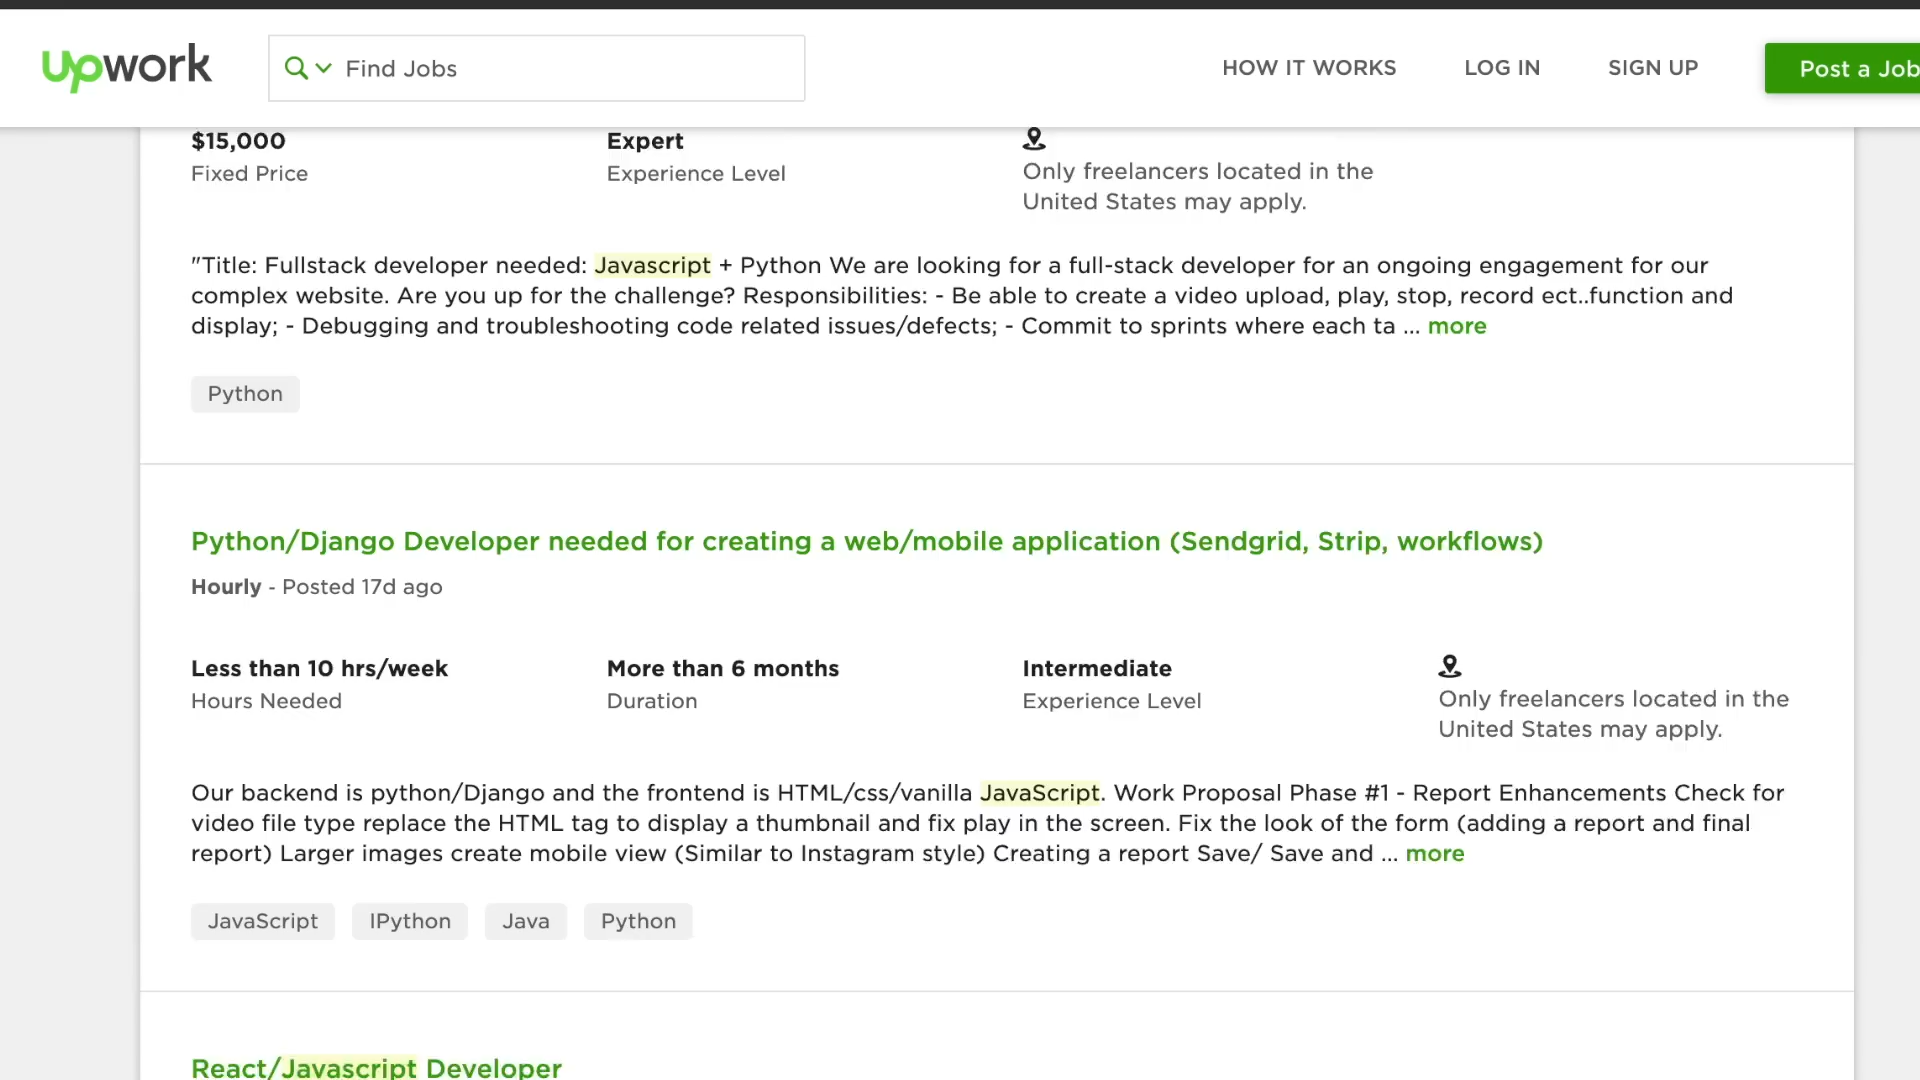 upwork
Find Jobs
HOW IT WORKS
LOG IN
SIGN UP
Post a Job
$15,000
Fixed Price
Expert
Experience Level
Only freelancers located in the
United States may apply.
"Title: Fullstack developer needed: Javascript + Python We are looking for a full-stack developer for an ongoing engagement for our
complex website. Are you up for the challenge? Responsibilities: - Be able to create a video upload, play, stop, record ect..function and
display; - Debugging and troubleshooting code related issues/defects; - Commit to sprints where each ta ... more
Python
Python/Django Developer needed for creating a web/mobile application (Sendgrid, Strip, workflows)
Hourly - Posted 17d ago
Less than 10 hrs/week
Hours Needed
More than 6 months
Duration
Intermediate
Experience Level
Only freelancers located in the
United States may apply.
Our backend is python/Django and the frontend is HTML/css/vanilla JavaScript. Work Proposal Phase #1 - Report Enhancements Check for
video file type replace the HTML tag to display a thumbnail and fix play in the screen. Fix the look of the form (adding a report and final
report) Larger images create mobile view (Similar to Instagram style) Creating a report Save/ Save and ... more
JavaScript
IPython
Java
Python
React/Javascript Developer